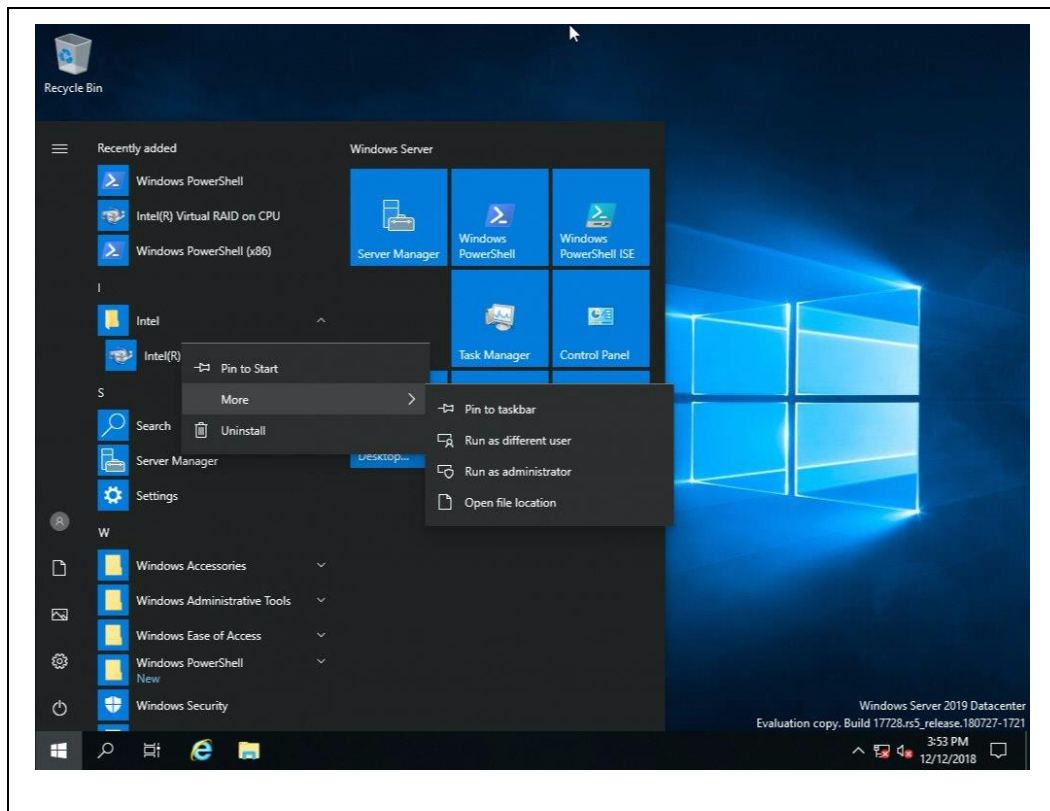 Recycle Bin
Recently added
Windows PowerShell
Intel(R) Virtual RAID on CPU
Windows PowerShell (x86)
I
Intel
Intel(R)
S
Search
Server Manager
Settings
W
Windows Accessories
Windows Administrative Tools
Windows Ease of Access
Windows PowerShell
New
Windows Security
Windows Server
Server Manager
Windows
PowerShell
Windows
PowerShell ISE
Task Manager
Control Panel
Desktop...
Pin to Start
More
Uninstall
Pin to taskbar
Run as different user
Run as administrator
Open file location
Windows Server 2019 Datacenter
Evaluation copy. Build 17728.rs5_release.180727-1721
3:53 PM
12/12/2018